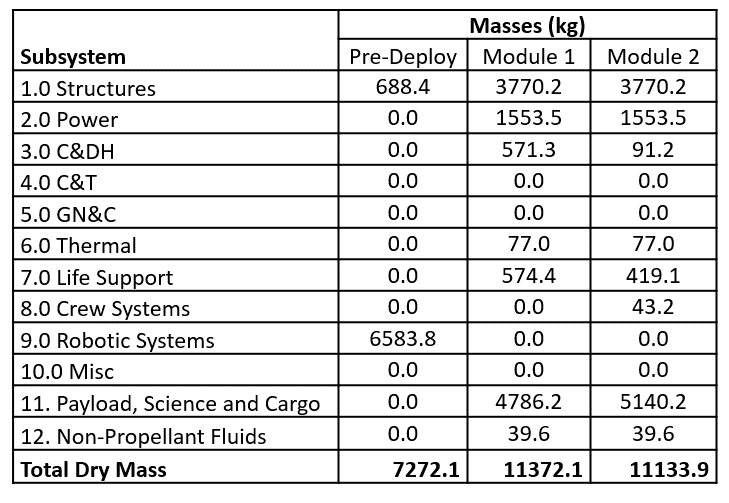 Masses (kg)
Subsystem Pre-Deploy Module 1 Module 2
1.0 Structures 688.4 3770.2 3770.2
2.0 Power 0.0 1553.5 1553.5
3.0 C&DH 0.0 571.3 91.2
4.0 C&T 0.0 0.0 0.0
5.0 GN&C 0.0 0.0 0.0
6.0 Thermal 0.0 77.0 77.0
7.0 Life Support 0.0 574.4 419.1
8.0 Crew Systems 0.0 0.0 43.2
9.0 Robotic Systems 6583.8 0.0 0.0
10.0 Misc 0.0 0.0 0.0
11. Payload, Science and Cargo 0.0 4786.2 5140.2
12. Non-Propellant Fluids 0.0 39.6 39.6
Total Dry Mass 7272.1 11372.1 11133.9